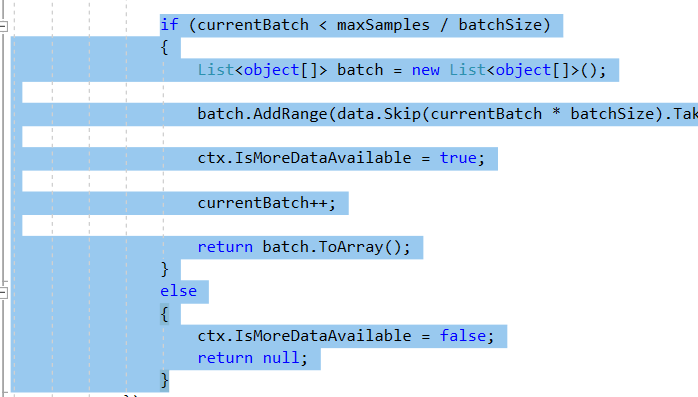 if (currentBatch < maxSamples / batchSize)
{
List<object[]> batch = new List<object[]>();
batch.AddRange(data.Skip(currentBatch * batchSize).Tak
ctx.IsMoreDataAvailable = true;
currentBatch++;
return batch.ToArray();
}
else
{
ctx.IsMoreDataAvailable = false;
return null;
}